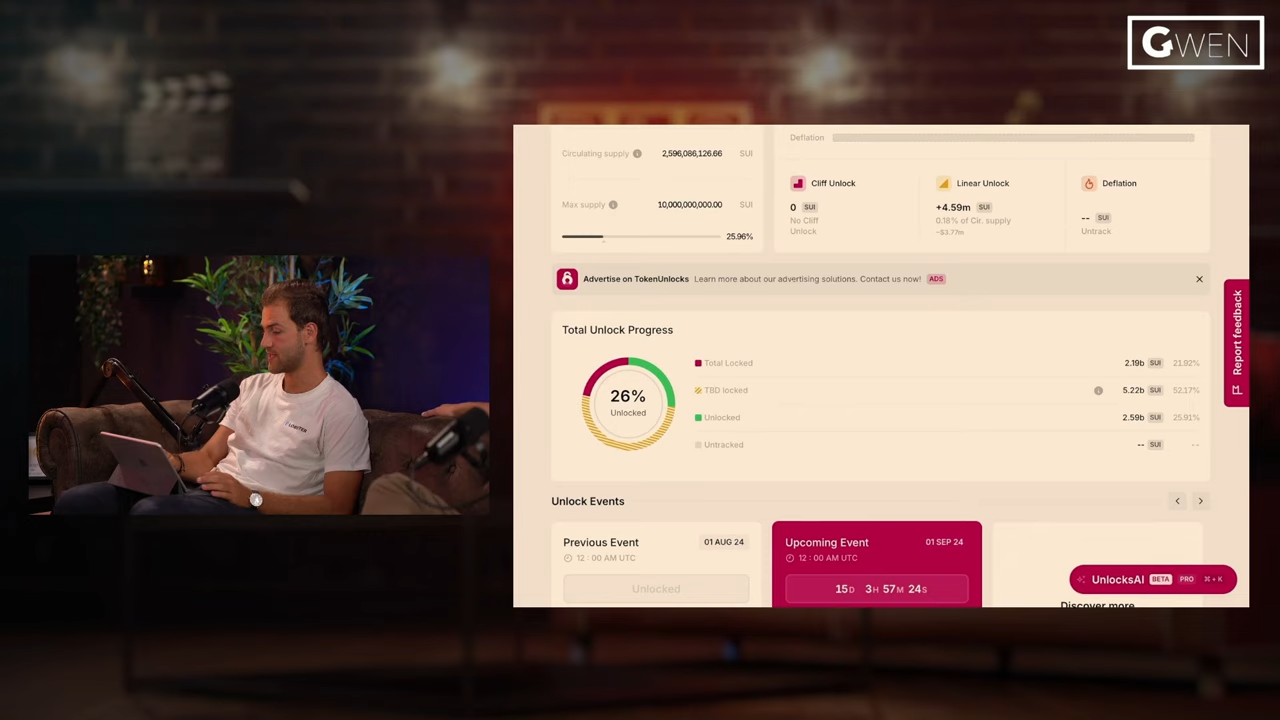 GWEN
Deflation
Circulating supply 2,596,086,126.66 SUI
Max supply 10,000,000,000.00 SUI
25.96%
Cliff Unlock
0 SUI
No Cliff
Unlock
Linear Unlock
+4.59m SUI
0.18% of Cir. supply
~$3.77m
Deflation
-- SUI
Untrack
Advertise on TokenUnlocks Learn more about our advertising solutions. Contact us now! ADS
Report feedback
Total Unlock Progress
26%
Unlocked
Total Locked 2.19b SUI 21.92%
TBD locked 5.22b SUI 52.17%
Unlocked 2.59b SUI 25.91%
Untracked -- SUI --
Unlock Events
Previous Event 01 AUG 24
12 : 00 AM UTC
Unlocked
Upcoming Event 01 SEP 24
12 : 00 AM UTC
15D 3H 57M 24S
UnlocksAI BETA PRO ⌘+K
Discover more